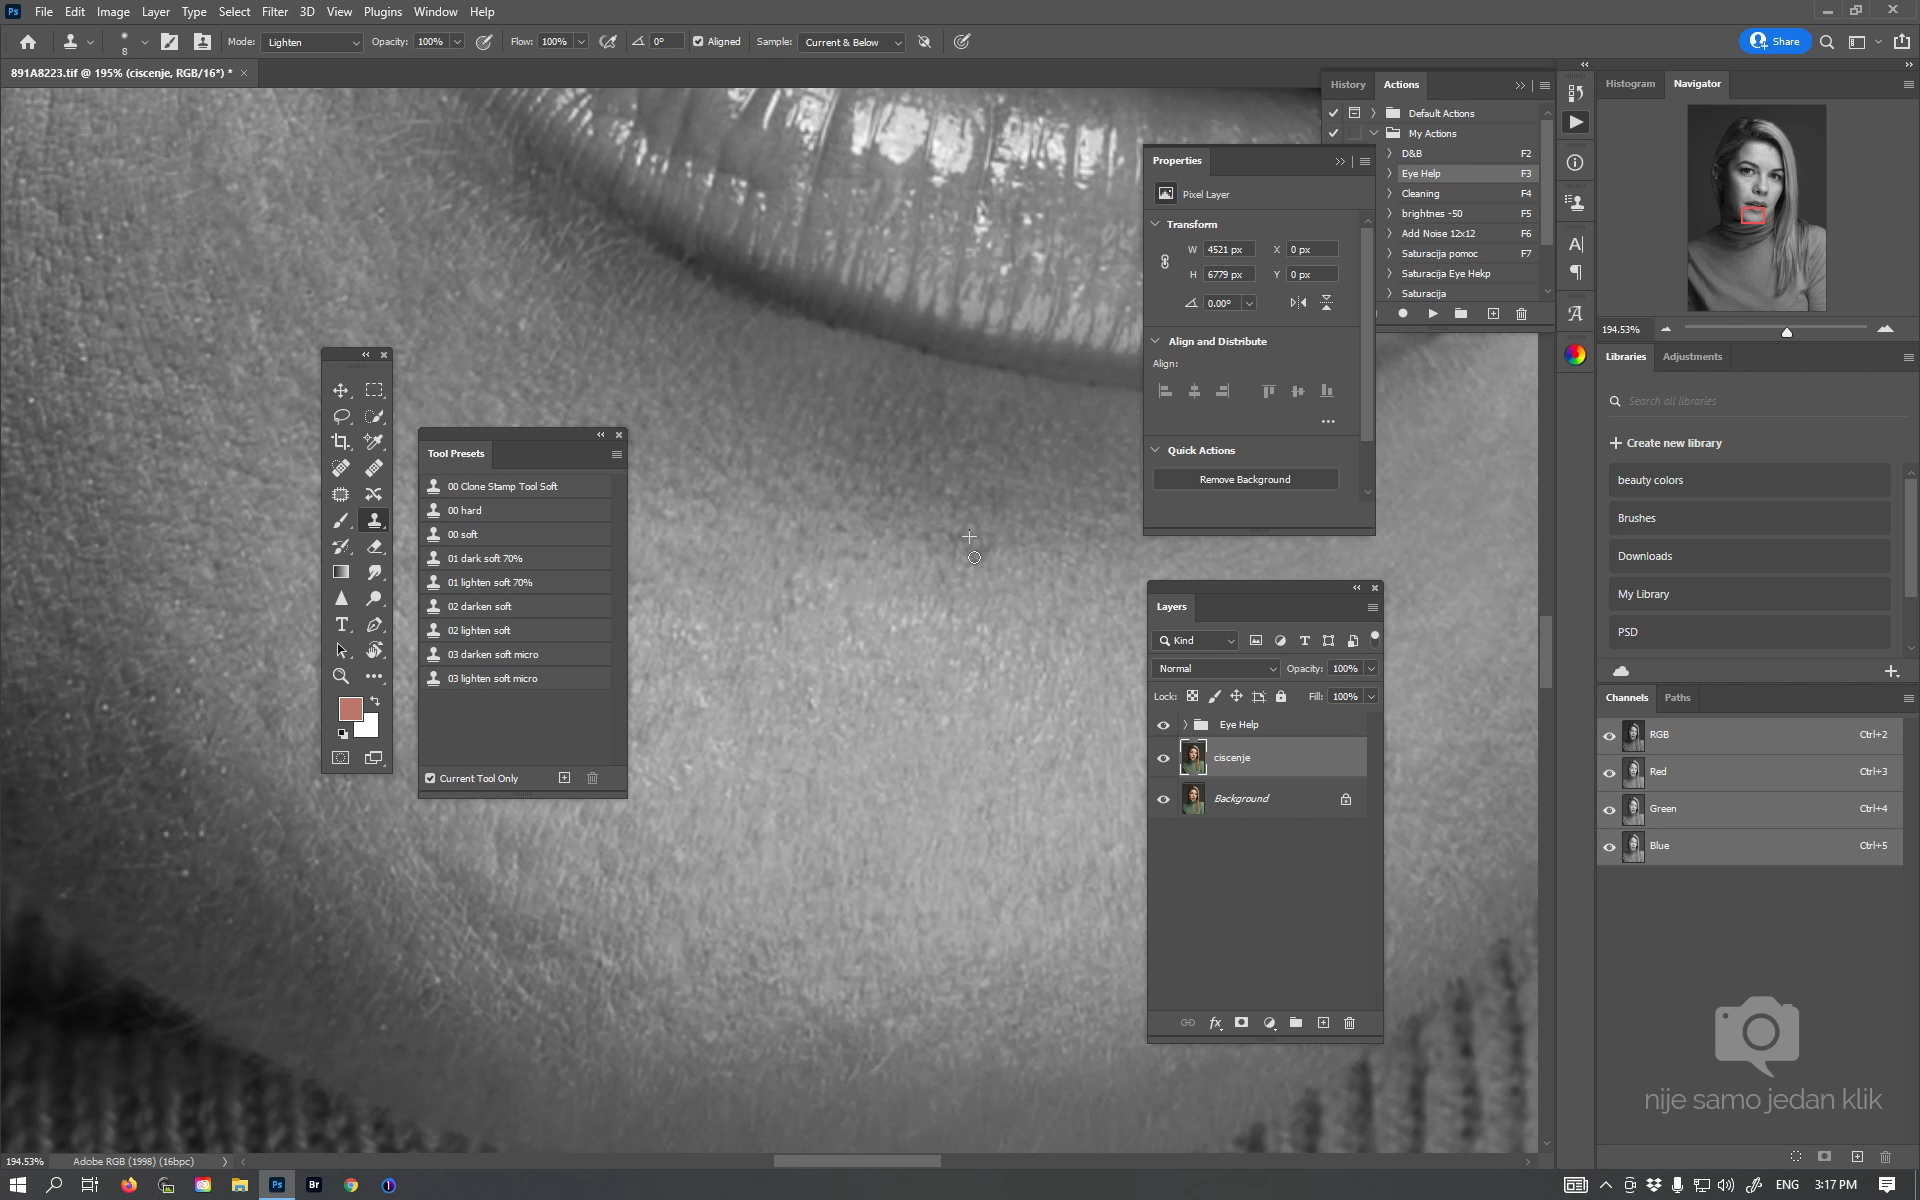 Ps File Edit Image Layer Type Select Filter 3D View Plugins Window Help
8 Mode: Lighten Opacity: 100% Flow: 100% 0° Aligned Sample: Current & Below Share
891A8223.tif @ 195% (ciscenje, RGB/16*) * ×
History Actions
Default Actions
My Actions
D&B F2
Eye Help F3
Cleaning F4
brightnes -50 F5
Add Noise 12x12 F6
Saturacija pomoc F7
Saturacija Eye Hekp
Saturacija
Properties
Pixel Layer
Transform
W 4521 px X 0 px
H 6779 px Y 0 px
0.00°
Align and Distribute
Align:
Quick Actions
Remove Background
Tool Presets
00 Clone Stamp Tool Soft
00 hard
00 soft
01 dark soft 70%
01 lighten soft 70%
02 darken soft
02 lighten soft
03 darken soft micro
03 lighten soft micro
Current Tool Only
Layers
Kind
Normal Opacity: 100%
Lock: Fill: 100%
Eye Help
ciscenje
Background
fx
Histogram Navigator
194.53%
Libraries Adjustments
Search all libraries
Create new library
beauty colors
Brushes
Downloads
My Library
PSD
Channels Paths
RGB Ctrl+2
Red Ctrl+3
Green Ctrl+4
Blue Ctrl+5
nije samo jedan klik
194.53% Adobe RGB (1998) (16bpc)
Ps Br ENG 3:17 PM